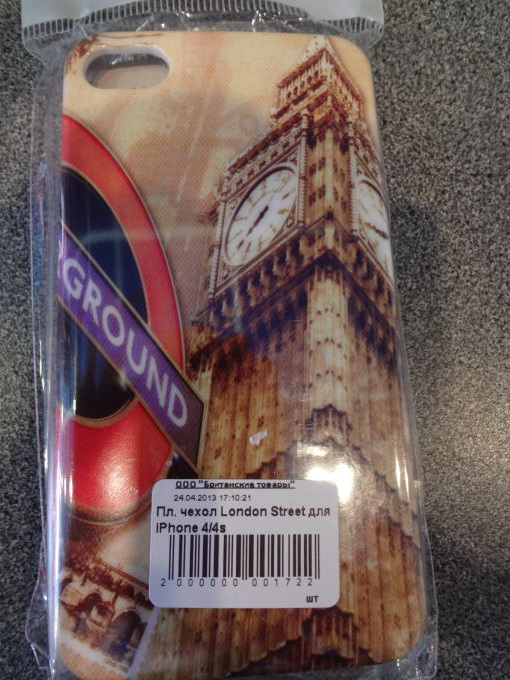 RGROUND
ООО "Британские товары"
24.04.2013 17:10:21
Пл. чехол London Street для
iPhone 4/4s
2 000000 001722
шт